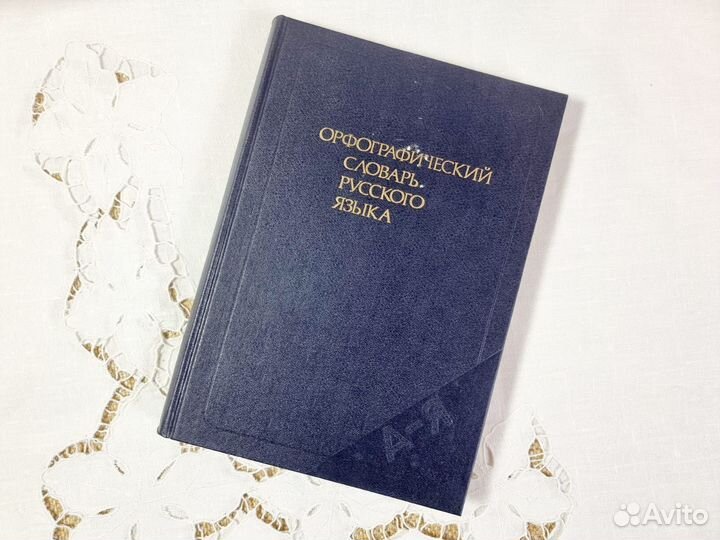 ОРФОГРАФИЧЕСКИЙ
СЛОВАРЬ
РУССКОГО
ЯЗЫКА
А-Я
Avito